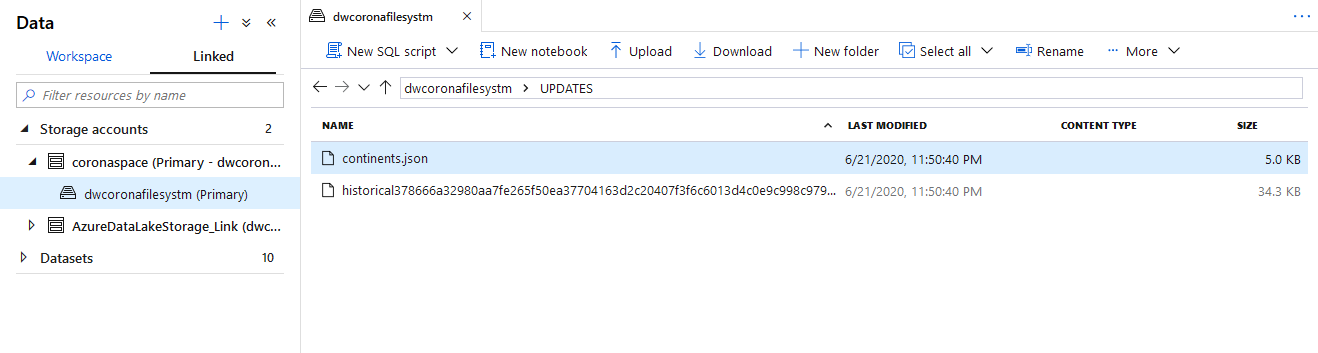 Data
Workspace Linked
Filter resources by name
Storage accounts 2
coronaspace (Primary - dwcoron...
dwcoronafilesystm (Primary)
AzureDataLakeStorage_Link (dwc...
Datasets 10
dwcoronafilesystm
New SQL script New notebook Upload Download New folder Select all Rename More
dwcoronafilesystm > UPDATES
NAME LAST MODIFIED CONTENT TYPE SIZE
continents.json 6/21/2020, 11:50:40 PM 5.0 KB
historical378666a32980aa7fe265f50ea37704163d2c20407f3f6c6013d4c0e9c998c979... 6/21/2020, 11:50:40 PM 34.3 KB